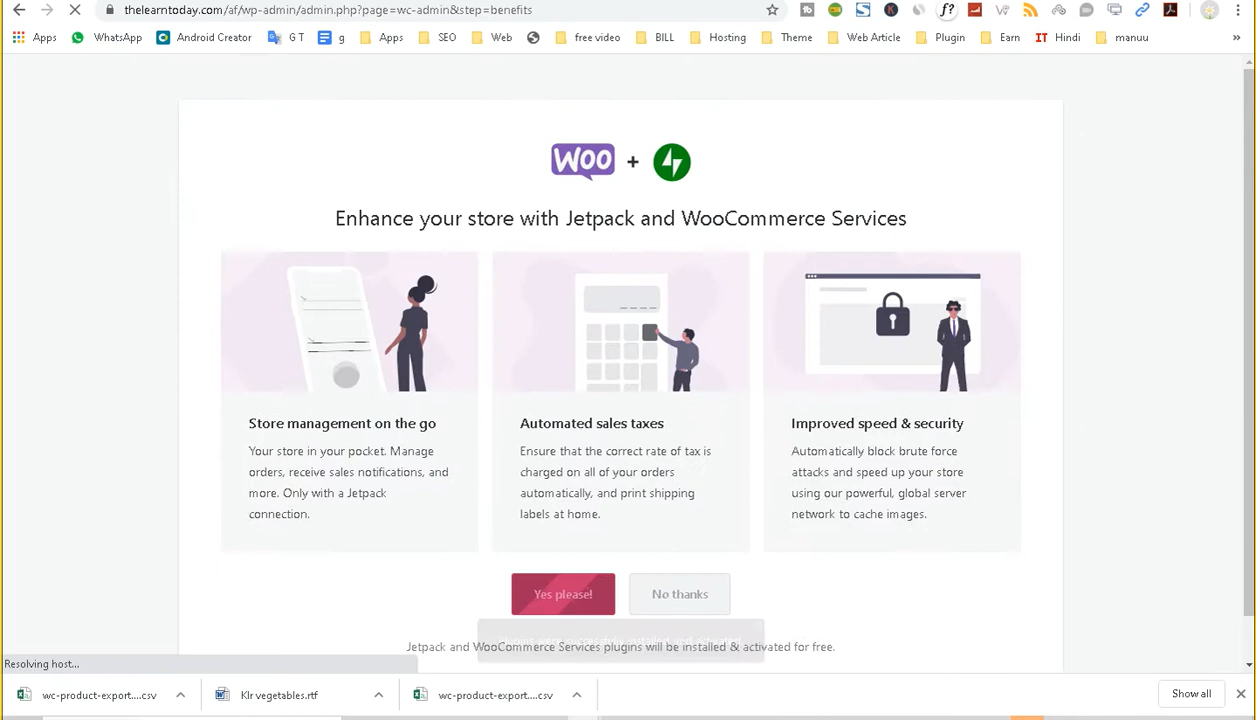 thelearntoday.com/af/wp-admin/admin.php?page=wc-admin&step=benefits
Apps WhatsApp Android Creator G T g Apps SEO Web free video BILL Hosting Theme Web Article Plugin Earn IT Hindi manuu »
WOO +
Enhance your store with Jetpack and WooCommerce Services
Store management on the go
Your store in your pocket. Manage
orders, receive sales notifications, and
more. Only with a Jetpack
connection.
Automated sales taxes
Ensure that the correct rate of tax is
charged on all of your orders
automatically, and print shipping
labels at home.
Improved speed & security
Automatically block brute force
attacks and speed up your store
using our powerful, global server
network to cache images.
Yes please! No thanks
Plugins were successfully installed and activated.
Jetpack and WooCommerce Services plugins will be installed & activated for free.
Resolving host...
wc-product-export....csv Klr vegetables.rtf wc-product-export....csv Show all